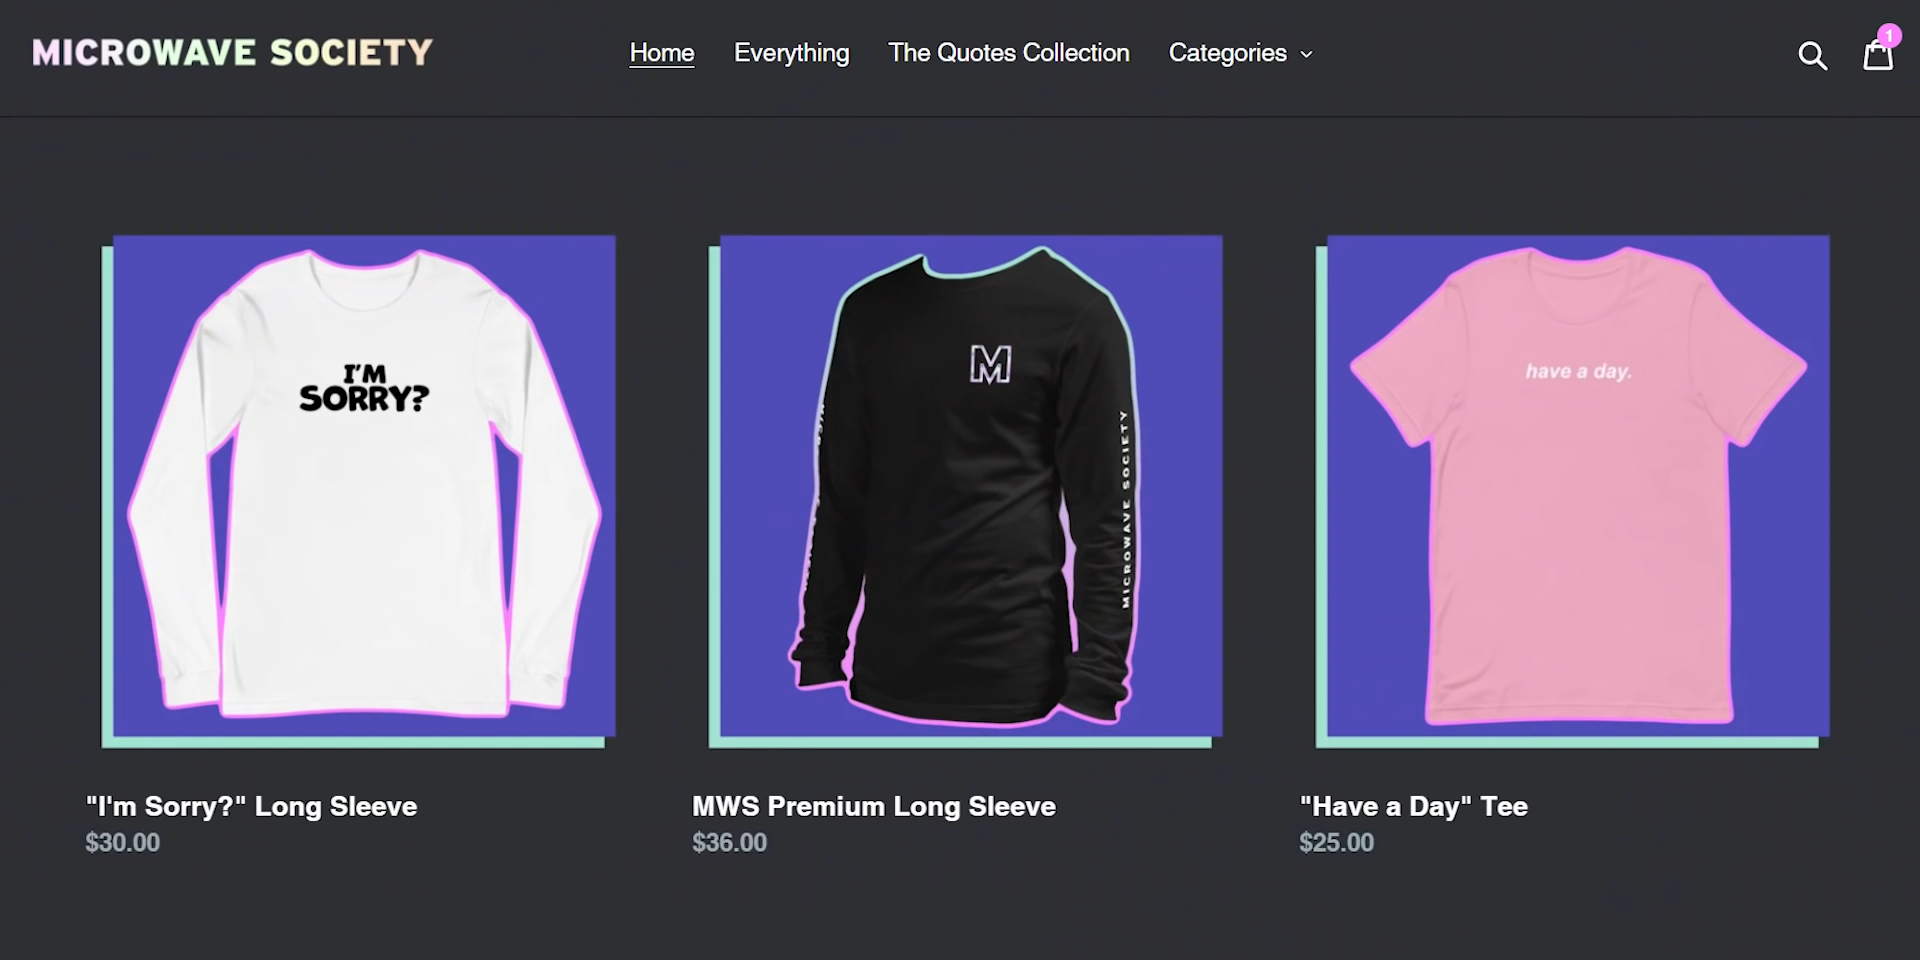 MICROWAVE SOCIETY
Home
Everything
The Quotes Collection
Categories
1
I'M
SORRY?
M
MICROWAVE SOCIETY
have a day.
"I'm Sorry?" Long Sleeve
$30.00
MWS Premium Long Sleeve
$36.00
"Have a Day" Tee
$25.00